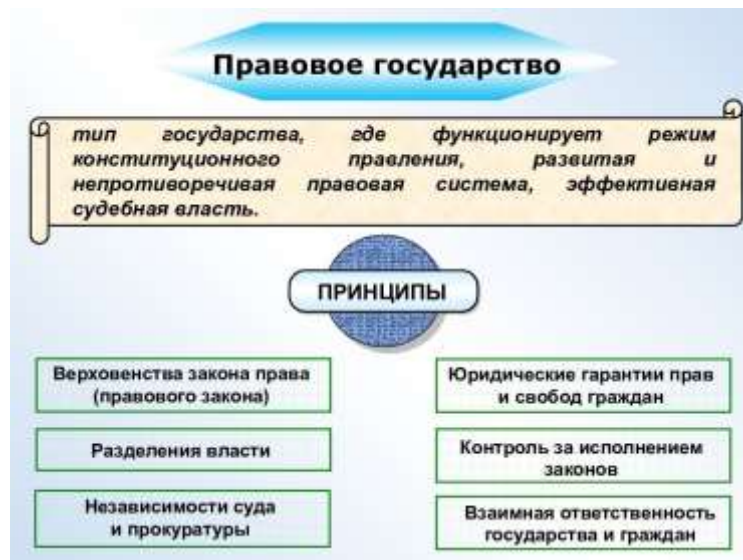 Правовое государство
тип государства, где функционирует режим
конституционного правления, развитая и
непротиворечивая правовая система, эффективная
судебная власть.
ПРИНЦИПЫ
Верховенства закона права
(правового закона)
Разделения власти
Независимости суда
и прокуратуры
Юридические гарантии прав
и свобод граждан
Контроль за исполнением
законов
Взаимная ответственность
государства и граждан